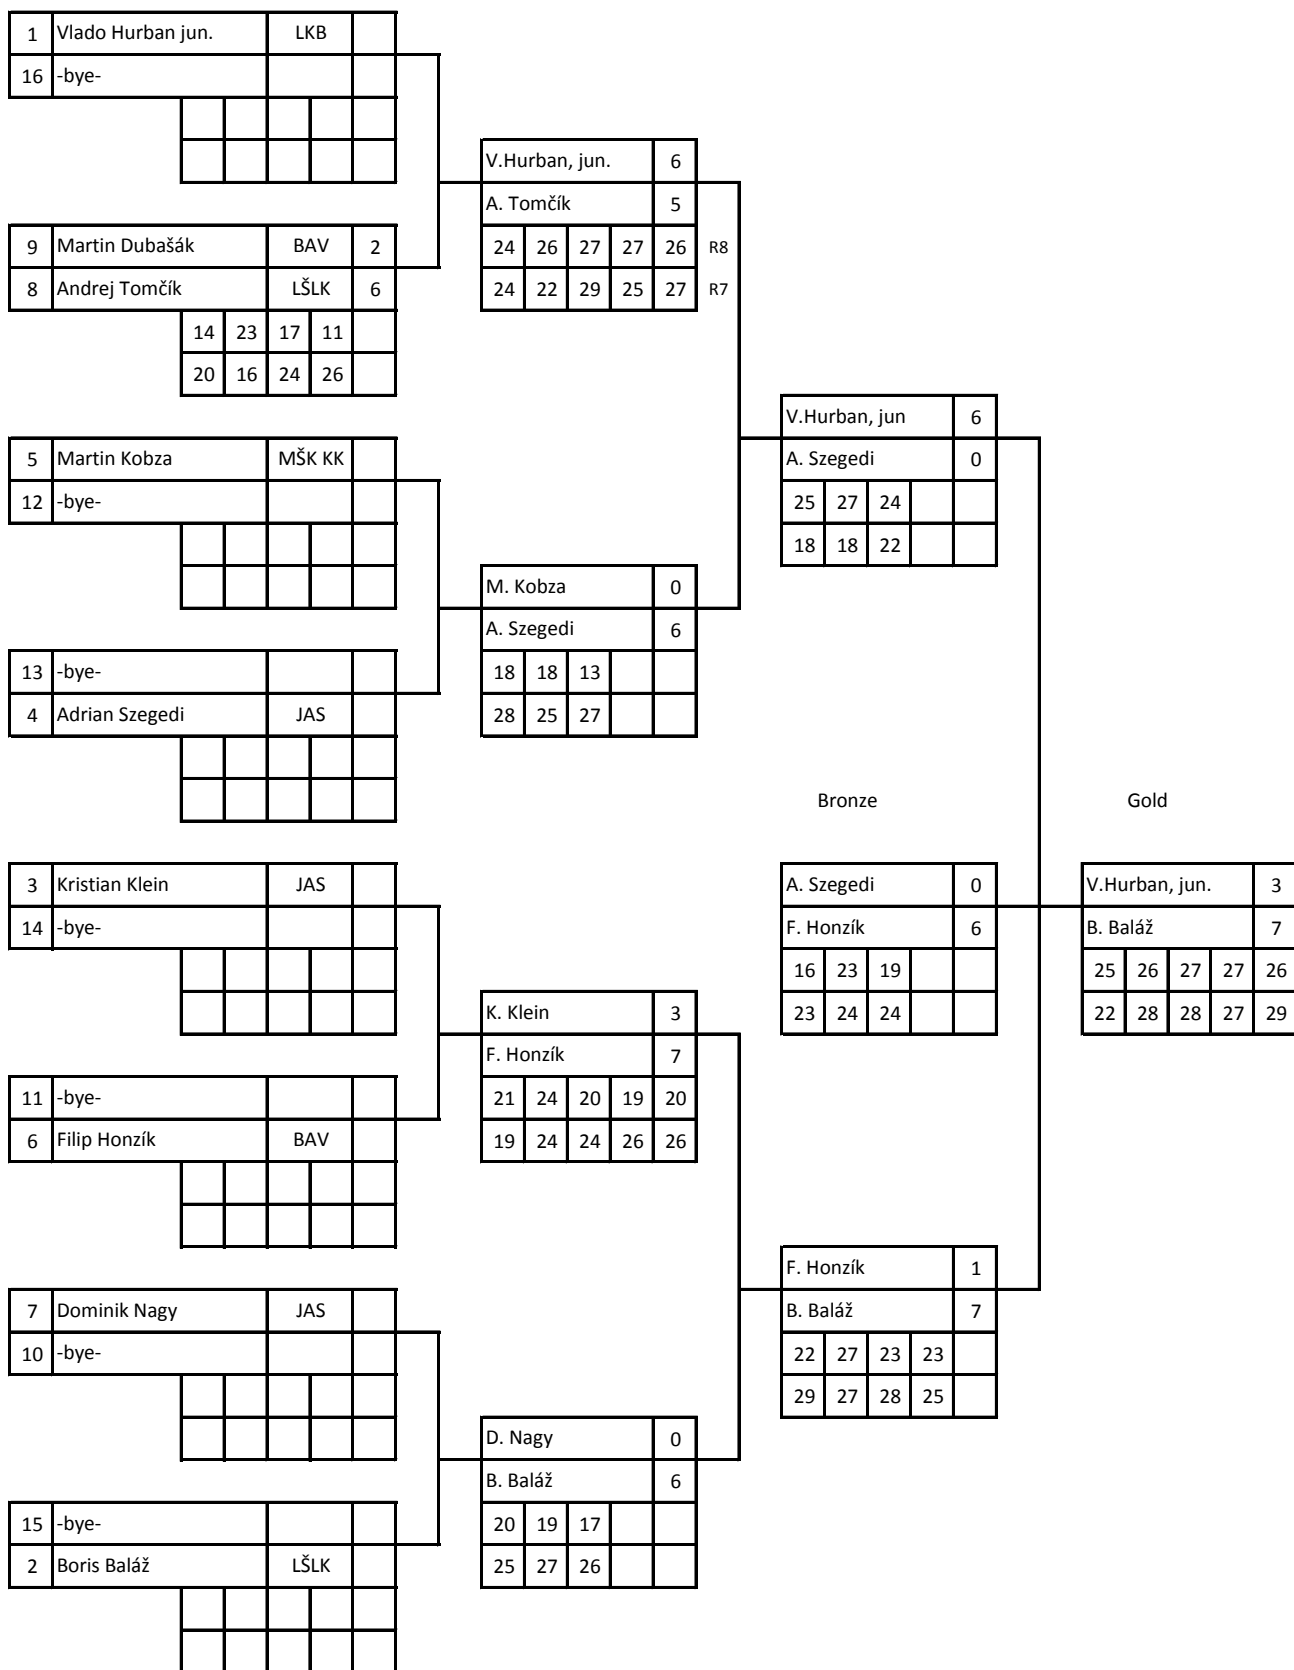 1 Vlado Hurban jun. LKB
16 -bye-
V.Hurban, jun. 6
A. Tomčík 5
24 26 27 27 26 R8
24 22 29 25 27 R7
9 Martin Dubašák BAV 2
8 Andrej Tomčík LŠLK 6
14 23 17 11
20 16 24 26
V.Hurban, jun 6
A. Szegedi 0
25 27 24
18 18 22
5 Martin Kobza MŠK KK
12 -bye-
M. Kobza 0
A. Szegedi 6
18 18 13
28 25 27
13 -bye-
4 Adrian Szegedi JAS
Bronze
Gold
3 Kristian Klein JAS
14 -bye-
A. Szegedi 0
F. Honzík 6
16 23 19
23 24 24
V.Hurban, jun. 3
B. Baláž 7
25 26 27 27 26
22 28 28 27 29
K. Klein 3
F. Honzík 7
21 24 20 19 20
19 24 24 26 26
11 -bye-
6 Filip Honzík BAV
F. Honzík 1
B. Baláž 7
22 27 23 23
29 27 28 25
7 Dominik Nagy JAS
10 -bye-
D. Nagy 0
B. Baláž 6
20 19 17
25 27 26
15 -bye-
2 Boris Baláž LŠLK